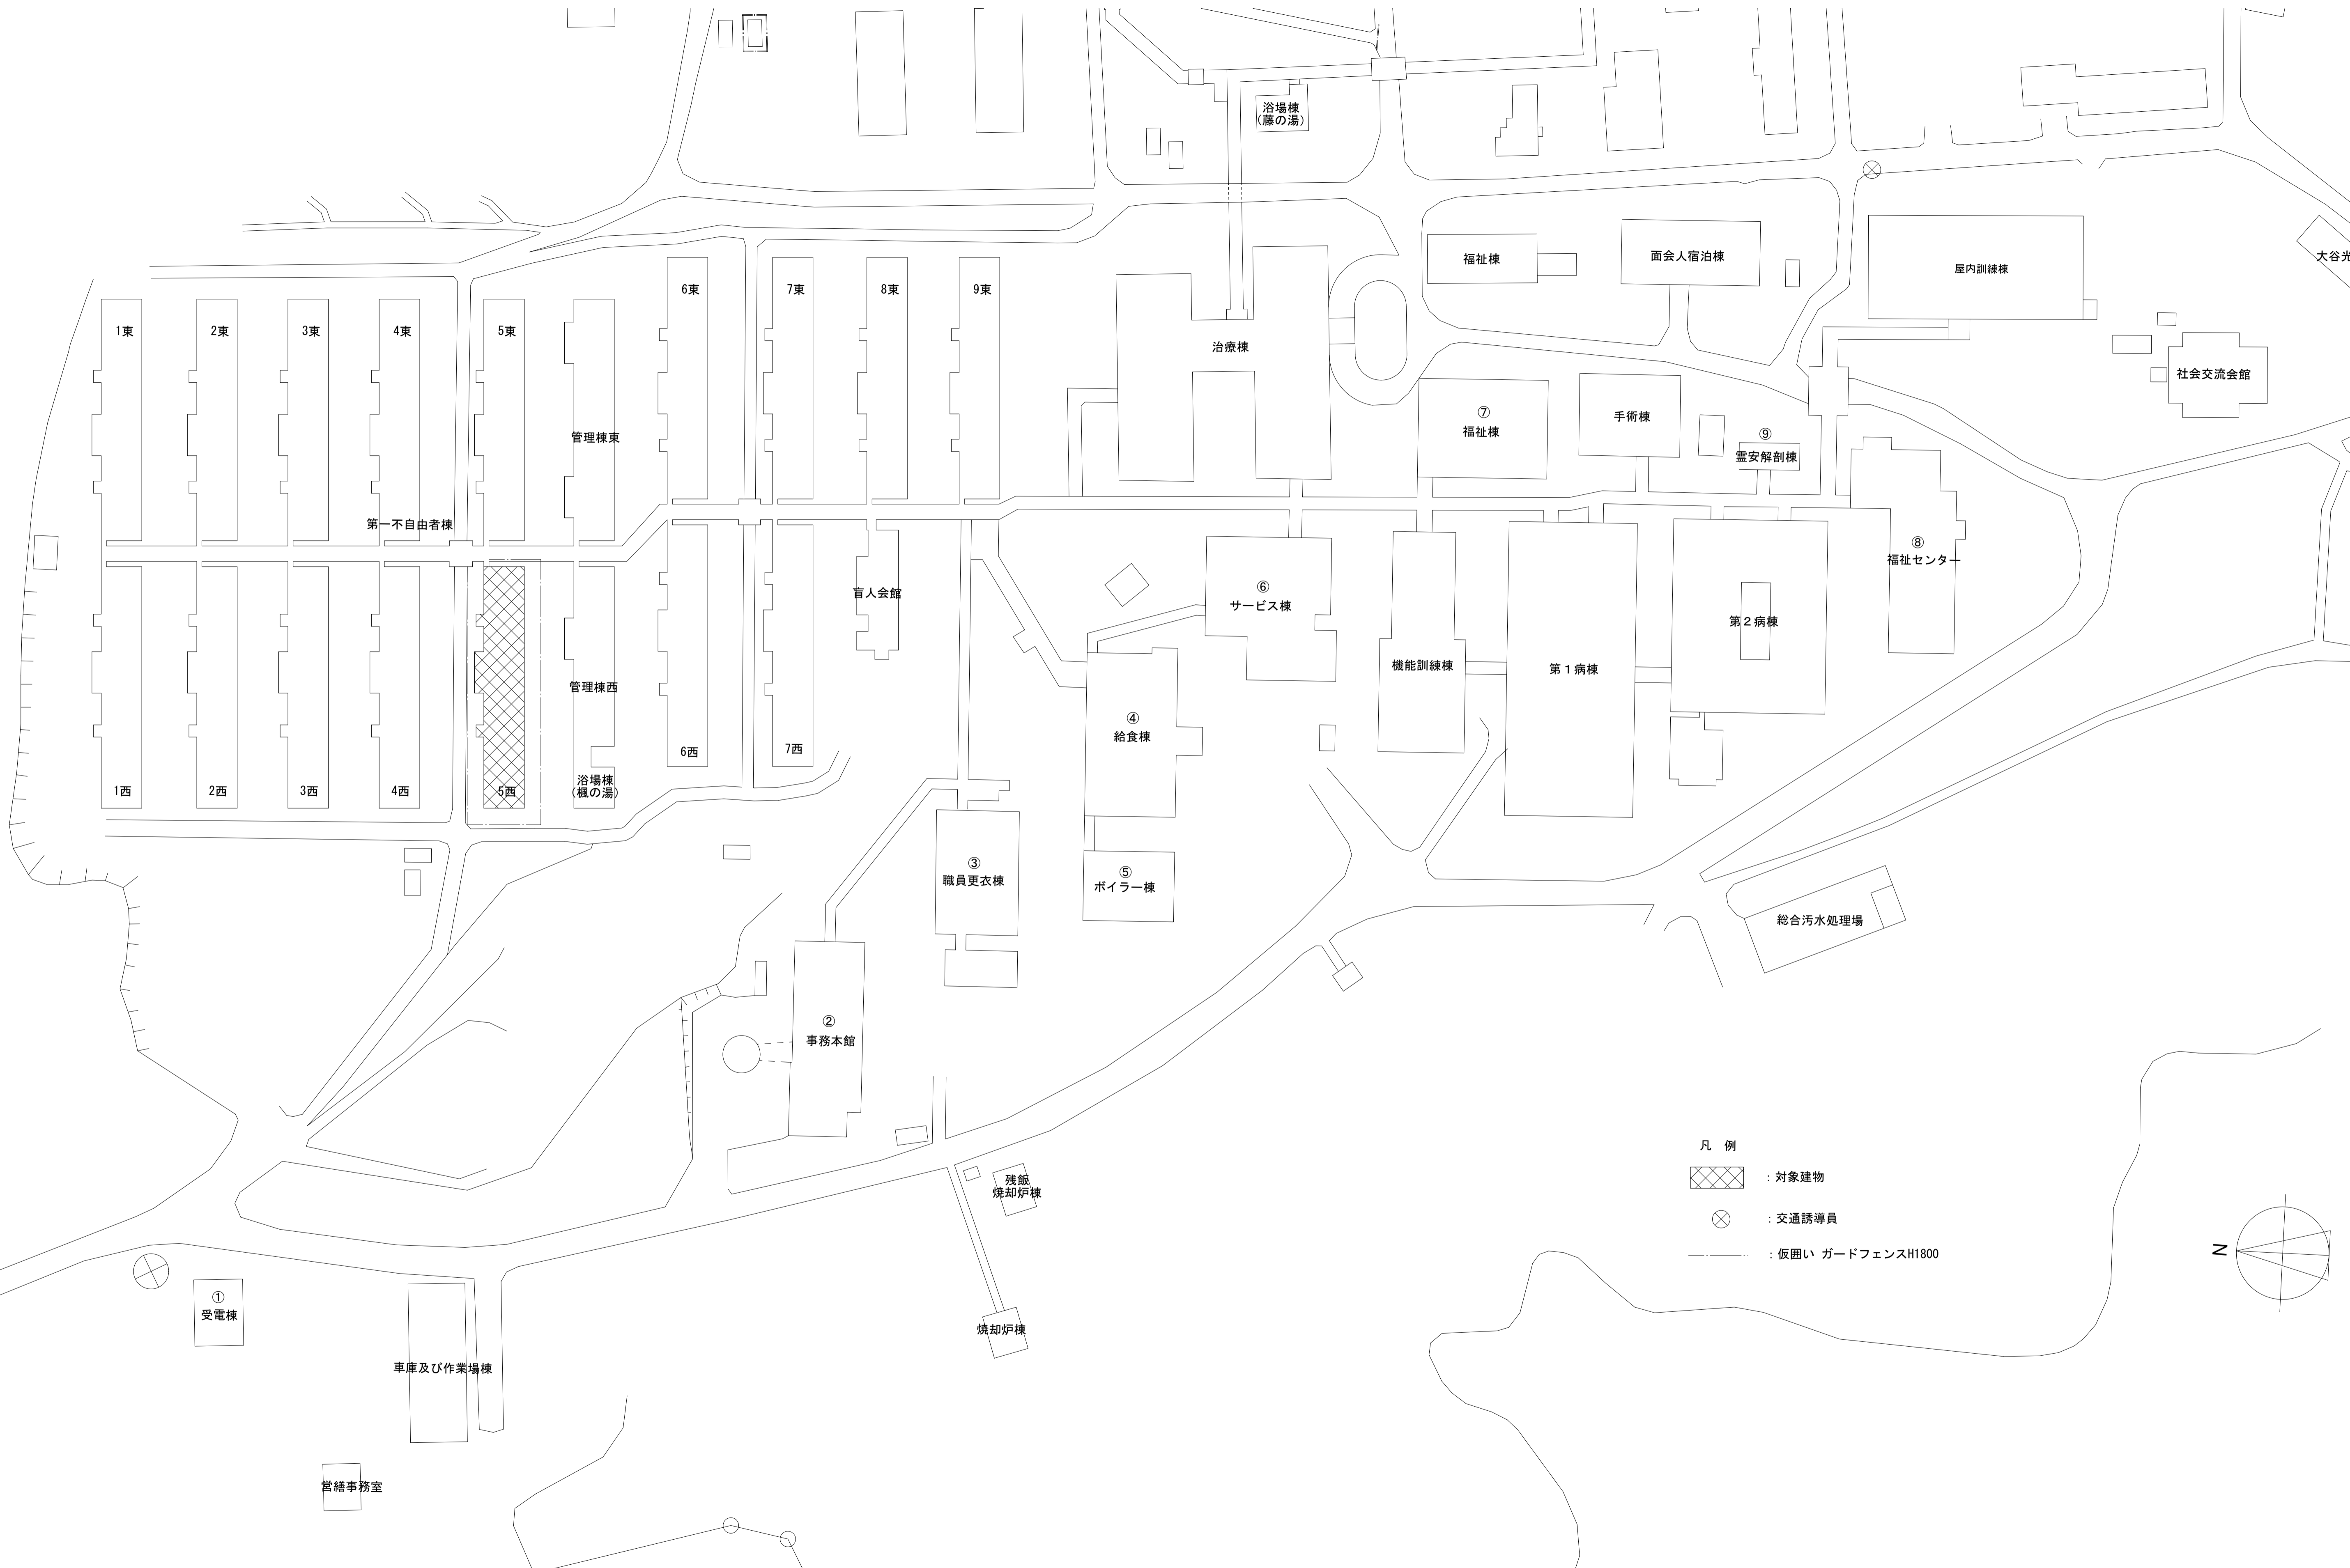 浴場棟
(藤の湯)
福祉棟
面会人宿泊棟
屋内訓練棟
大谷光
6東
7東
8東
9東
1東
2東
3東
4東
5東
治療棟
社会交流会館
管理棟東
⑦
福祉棟
手術棟
⑨
霊安解剖棟
第一不自由者棟
⑧
福祉センター
盲人会館
⑥
サービス棟
第2病棟
機能訓練棟
第1病棟
管理棟西
④
給食棟
6西
7西
1西
2西
3西
4西
5西
浴場棟
(楓の湯)
③
職員更衣棟
⑤
ボイラー棟
総合汚水処理場
②
事務本館
凡 例
:対象建物
:交通誘導員
:仮囲い ガードフェンスH1800
N
残飯
焼却炉棟
焼却炉棟
①
受電棟
車庫及び作業場棟
営繕事務室